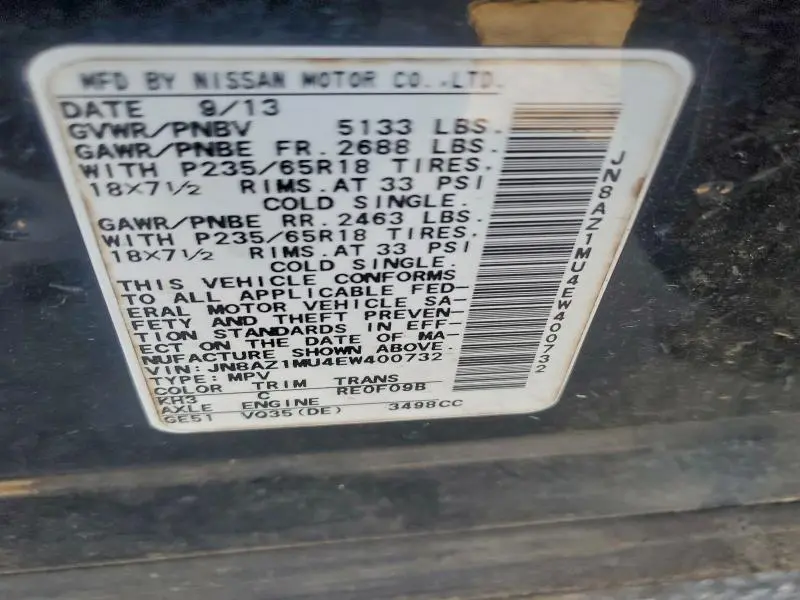 MFD BY NISSAN MOTOR CO.,LTD.
DATE 9/13
GVWR/PNBV 5133 LBS.
GAWR/PNBE FR. 2688 LBS.
WITH P235/65R18 TIRES.
18X7 1/2 RIMS.AT 33 PSI
COLD SINGLE.
GAWR/PNBE RR. 2463 LBS.
WITH P235/65R18 TIRES.
18X7 1/2 RIMS.AT 33 PSI
COLD SINGLE.
THIS VEHICLE CONFORMS
TO ALL APPLICABLE FED-
ERAL MOTOR VEHICLE SA-
FETY AND THEFT PREVEN-
TION STANDARDS IN EFF-
ECT ON THE DATE OF MA-
NUFACTURE SHOWN ABOVE.
VIN: JN8AZ1MU4EW400732
TYPE: MPV
COLOR TRIM TRANS
KH3 C RE0F09B
AXLE ENGINE
GE51 VQ35(DE) 3498CC
JN8AZ1MU4EW400732